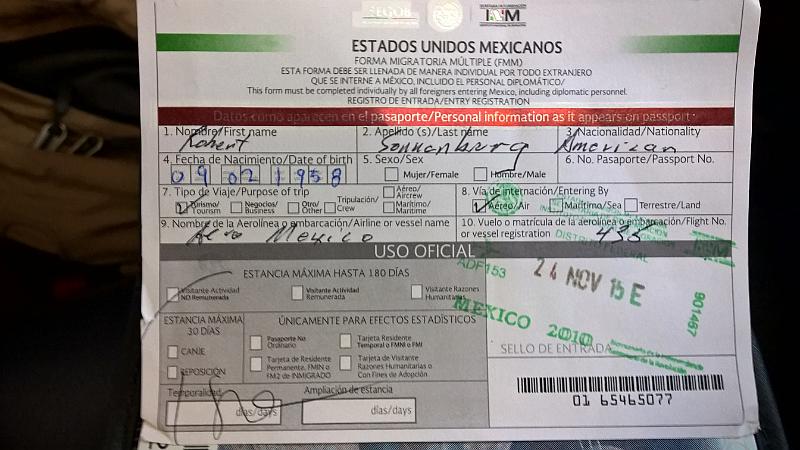 SEGOB
INM
ESTADOS UNIDOS MEXICANOS
FORMA MIGRATORIA MÚLTIPLE (FMM)
ESTA FORMA DEBE SER LLENADA DE MANERA INDIVIDUAL POR TODO EXTRANJERO
QUE SE INTERNE A MÉXICO, INCLUIDO EL PERSONAL DIPLOMÁTICO/
This form must be completed individually by all foreigners entering Mexico, including diplomatic personnel.
REGISTRO DE ENTRADA/ENTRY REGISTRATION
Datos como aparecen en el pasaporte/Personal information as it appears on passport
1. Nombre/First name 2. Apellido (s)/Last name 3. Nacionalidad/Nationality
Robert Sonnenburg American
4. Fecha de Nacimiento/Date of birth 5. Sexo/Sex 6. No. Pasaporte/Passport No.
09021958 Mujer/Female Hombre/Male
7. Tipo de Viaje/Purpose of trip 8. Vía de internación/Entering By
Turismo/Tourism Negocios/Business Otro/Other Tripulación/Crew Aéreo/Aircrew Marítimo/Maritime Aéreo/Air Marítimo/Sea Terrestre/Land
9. Nombre de la Aerolínea o embarcación/Airline or vessel name 10. Vuelo o matrícula de la aerolínea o embarcación/Flight No. or vessel registration
Mexico 435
USO OFICIAL
ESTANCIA MÁXIMA HASTA 180 DÍAS
Visitante Actividad NO Remunerada Visitante Actividad Remunerada Visitante Razones Humanitarias
ADF153 24 NOV 15 E
MEXICO 2010
901467
ESTANCIA MÁXIMA 30 DÍAS ÚNICAMENTE PARA EFECTOS ESTADÍSTICOS
CANJE Pasaporte No Ordinario Tarjeta Residente Temporal o FMNI o FMI
REPOSICIÓN Tarjeta de Residente Permanente, FMIN o FM2 de INMIGRADO Tarjeta de Visitante Razones Humanitarias o Con Fines de Adopción.
SELLO DE ENTRADA
Temporalidad Ampliación de estancia
días/days días/days
01 65465077